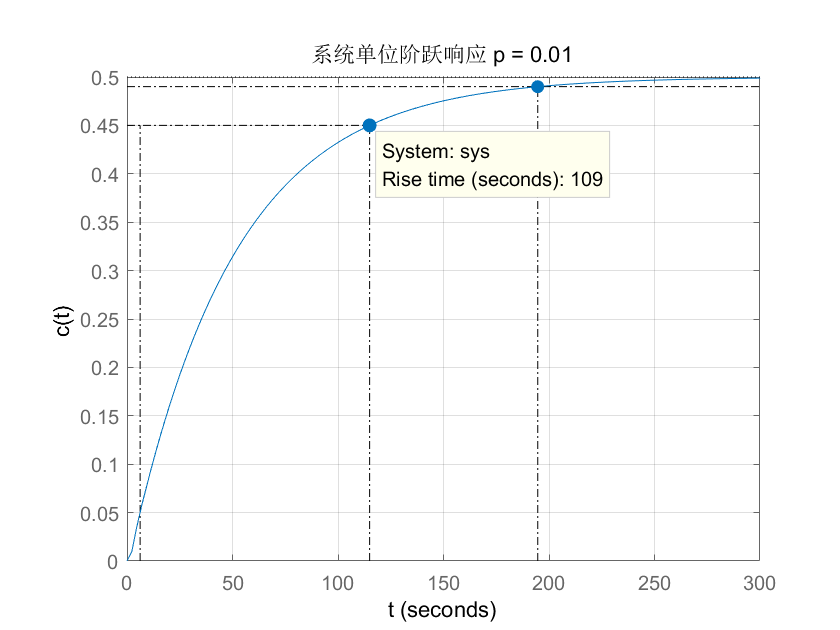 系统单位阶跃响应 p = 0.01
0.5
0.45
0.4
0.35
0.3
0.25
0.2
0.15
0.1
0.05
0
c(t)
System: sys
Rise time (seconds): 109
0 50 100 150 200 250 300
t (seconds)